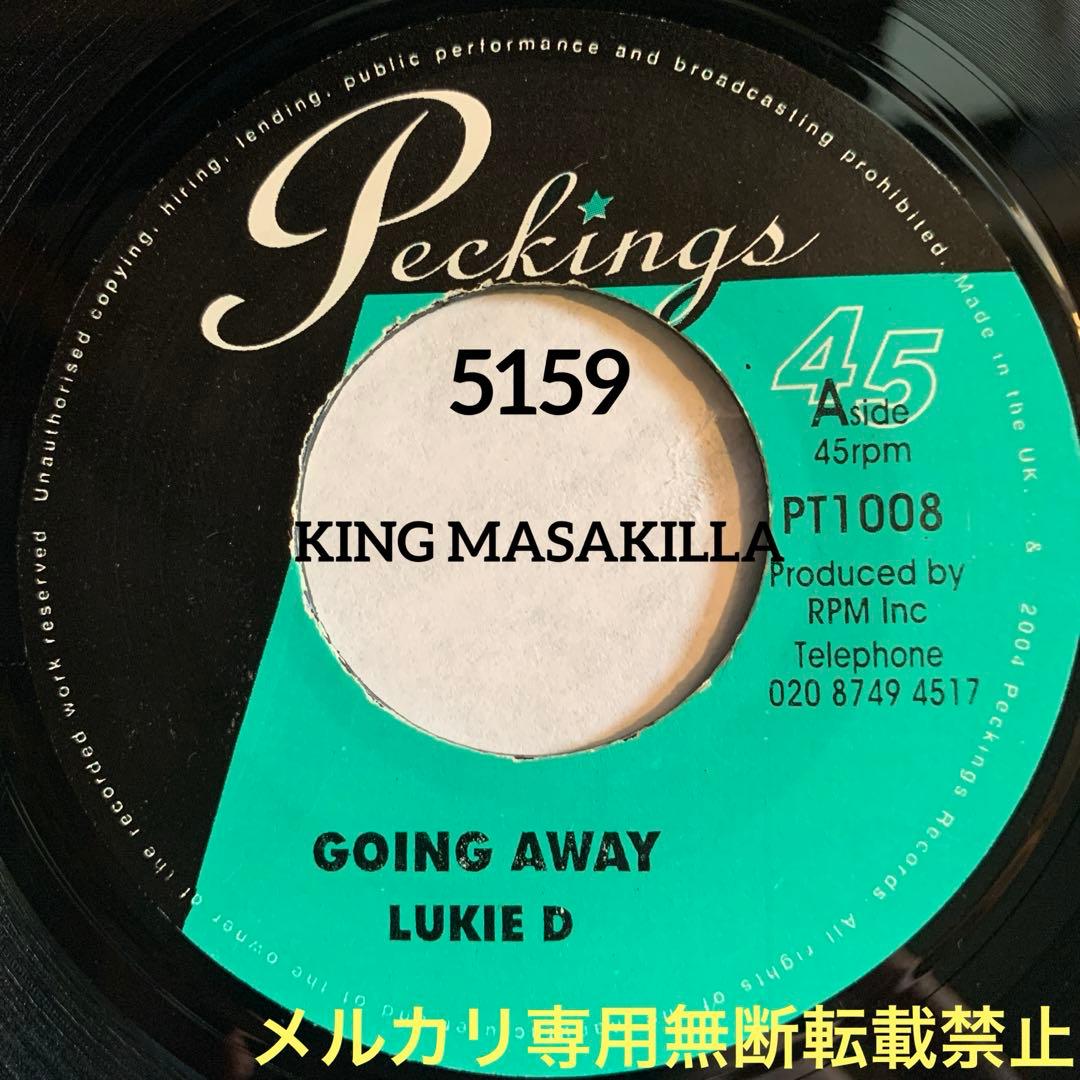 Unauthorised copying, hiring, lending, public performance and broadcasting prohibited. Made in the UK. & 2004 Peckings Records. All rights of
and of the owner of the recorded work reserved
Peckings
45
A side
45rpm
PT1008
Produced by
RPM Inc
Telephone
020 8749 4517
5159
KING MASAKILLA
GOING AWAY
LUKIE D
メルカリ専用無断転載禁止